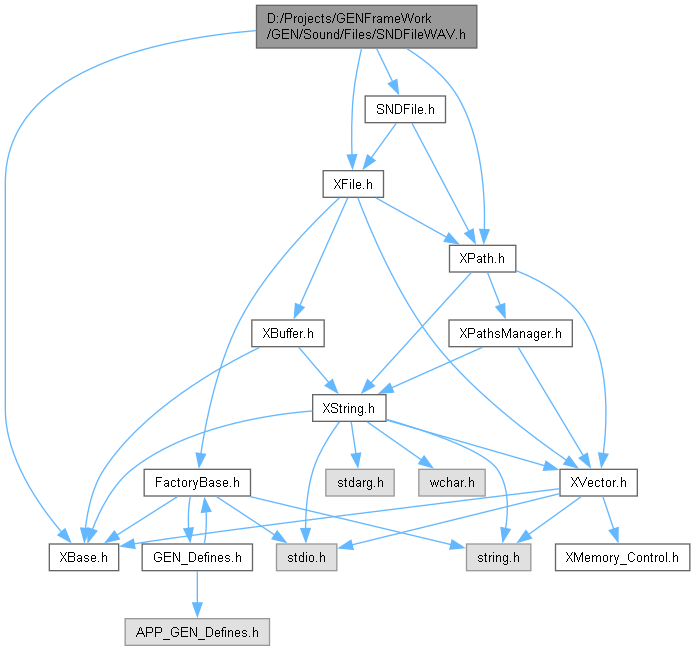 D:/Projects/GENFrameWork
/GEN/Sound/Files/SNDFileWAV.h
SNDFile.h
XFile.h
XPath.h
XBuffer.h
XPathsManager.h
XString.h
FactoryBase.h
stdarg.h
wchar.h
XVector.h
XBase.h
GEN_Defines.h
stdio.h
string.h
XMemory_Control.h
APP_GEN_Defines.h